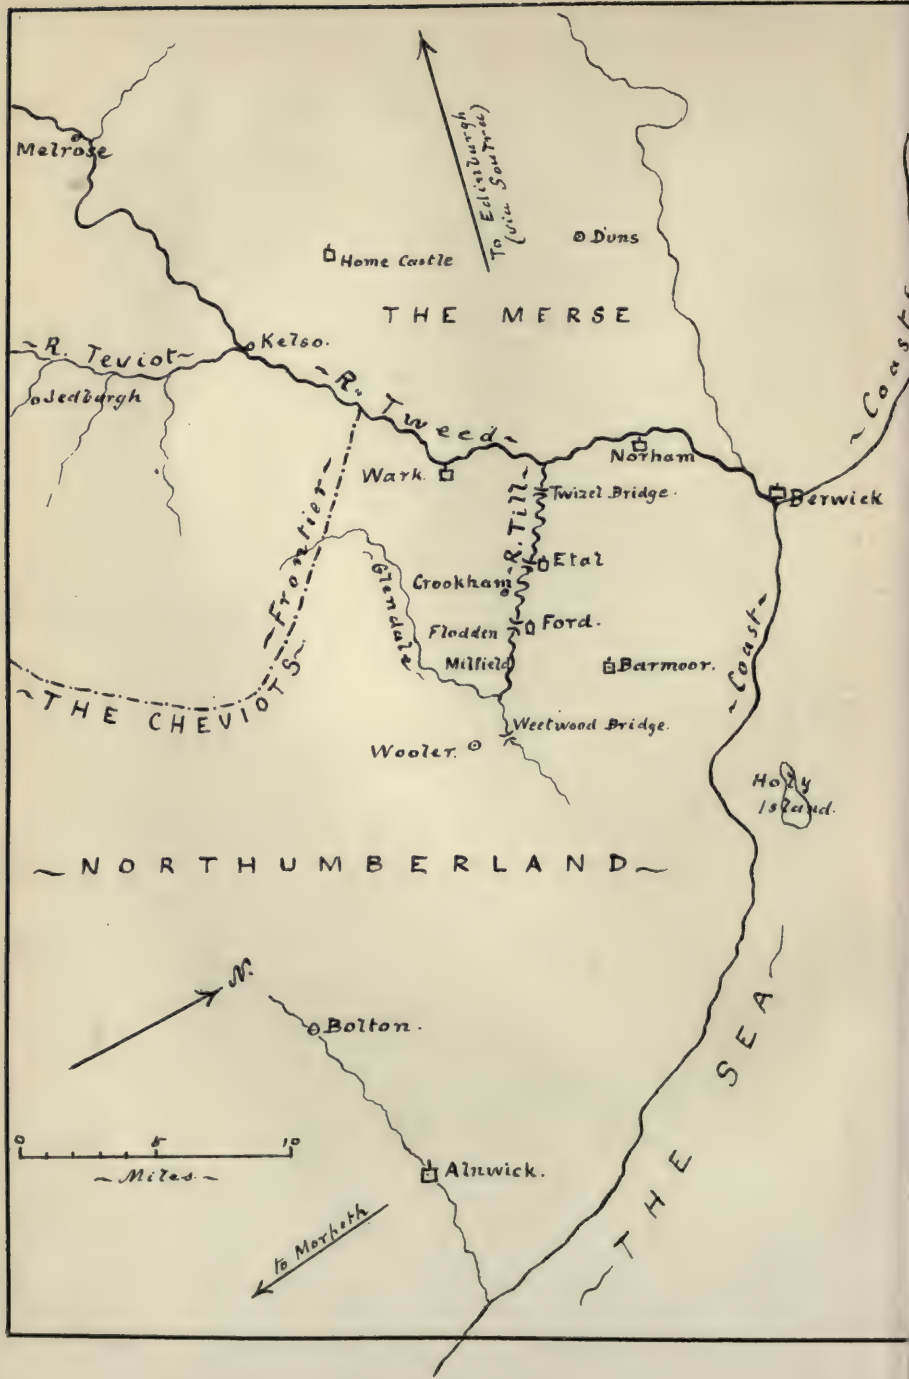 Melrose
To Edinburgh
(via Soutra)
Duns
Home Castle
THE MERSE
~Coast
~R. Teviot~
Kelso.
Jedburgh
~R. Tweed~
Wark.
Norham
~R. Till~
Twizel Bridge.
Berwick
~Frontier~
~Glendale~
Etal
Crookham
Flodden
Ford.
Milfield
Barmoor.
~Coast~
~THE CHEVIOTS~
Weetwood Bridge.
Wooler.
Holy
Island.
~NORTHUMBERLAND~
N.
Bolton.
~THE SEA~
0 5 10
~Miles.~
Alnwick.
to Morpeth